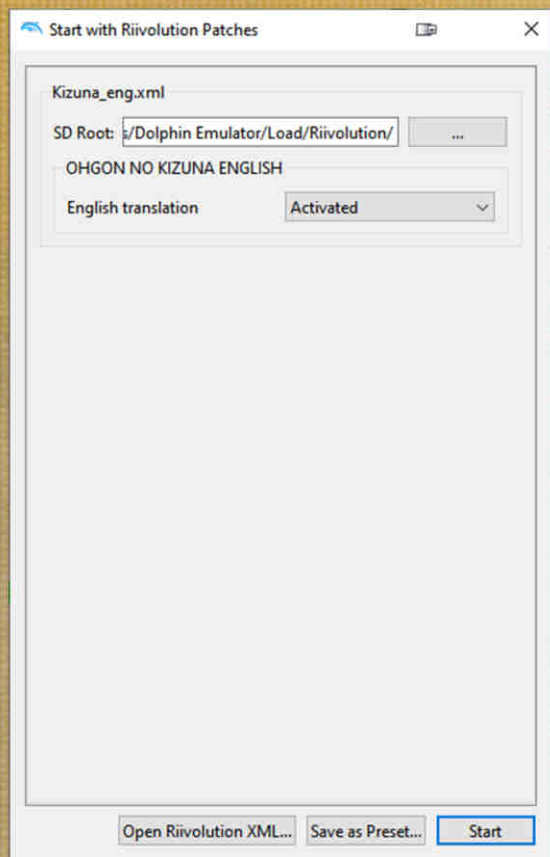 Start with Riivolution Patches
Kizuna_eng.xml
SD Root: s/Dolphin Emulator/Load/Riivolution/ ...
OHGON NO KIZUNA ENGLISH
English translation Activated
Open Riivolution XML... Save as Preset... Start